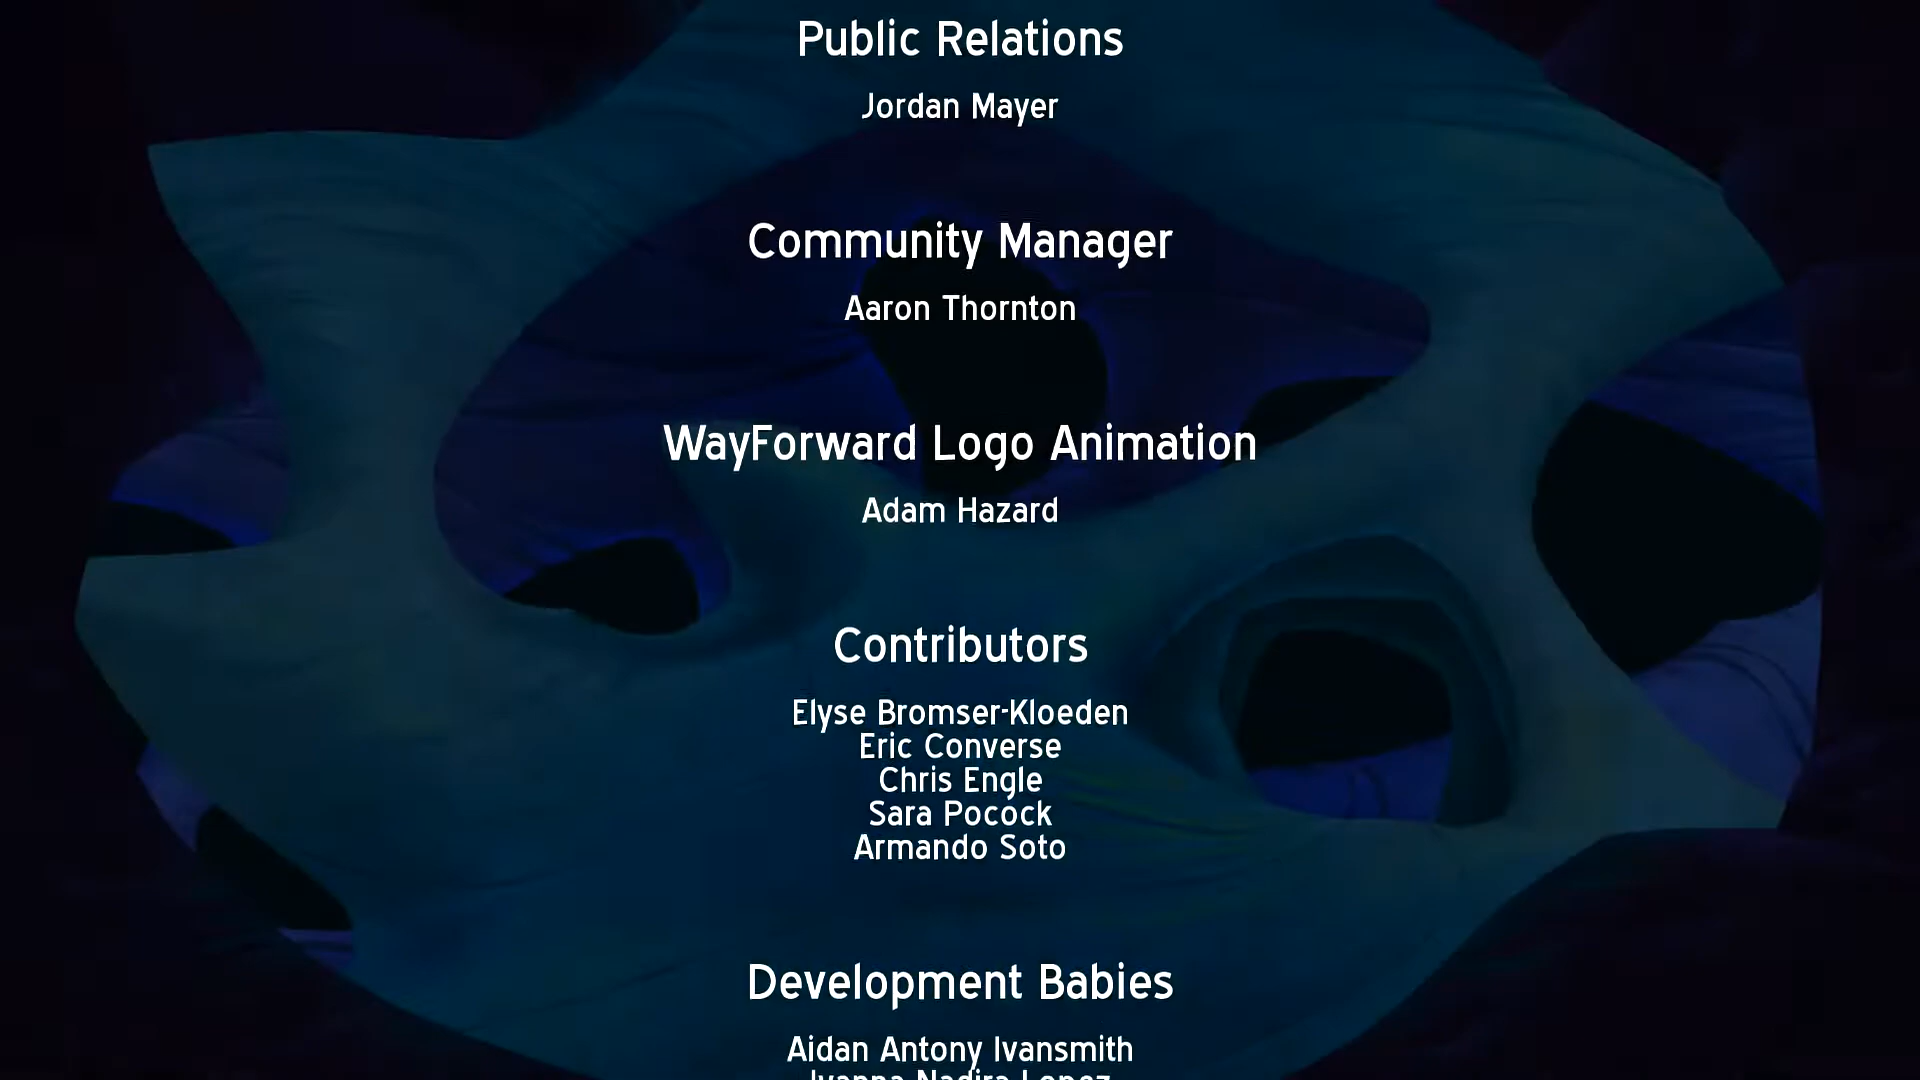 Public Relations
Jordan Mayer
Community Manager
Aaron Thornton
WayForward Logo Animation
Adam Hazard
Contributors
Elyse Bromser-Kloeden
Eric Converse
Chris Engle
Sara Pocock
Armando Soto
Development Babies
Aidan Antony Ivansmith